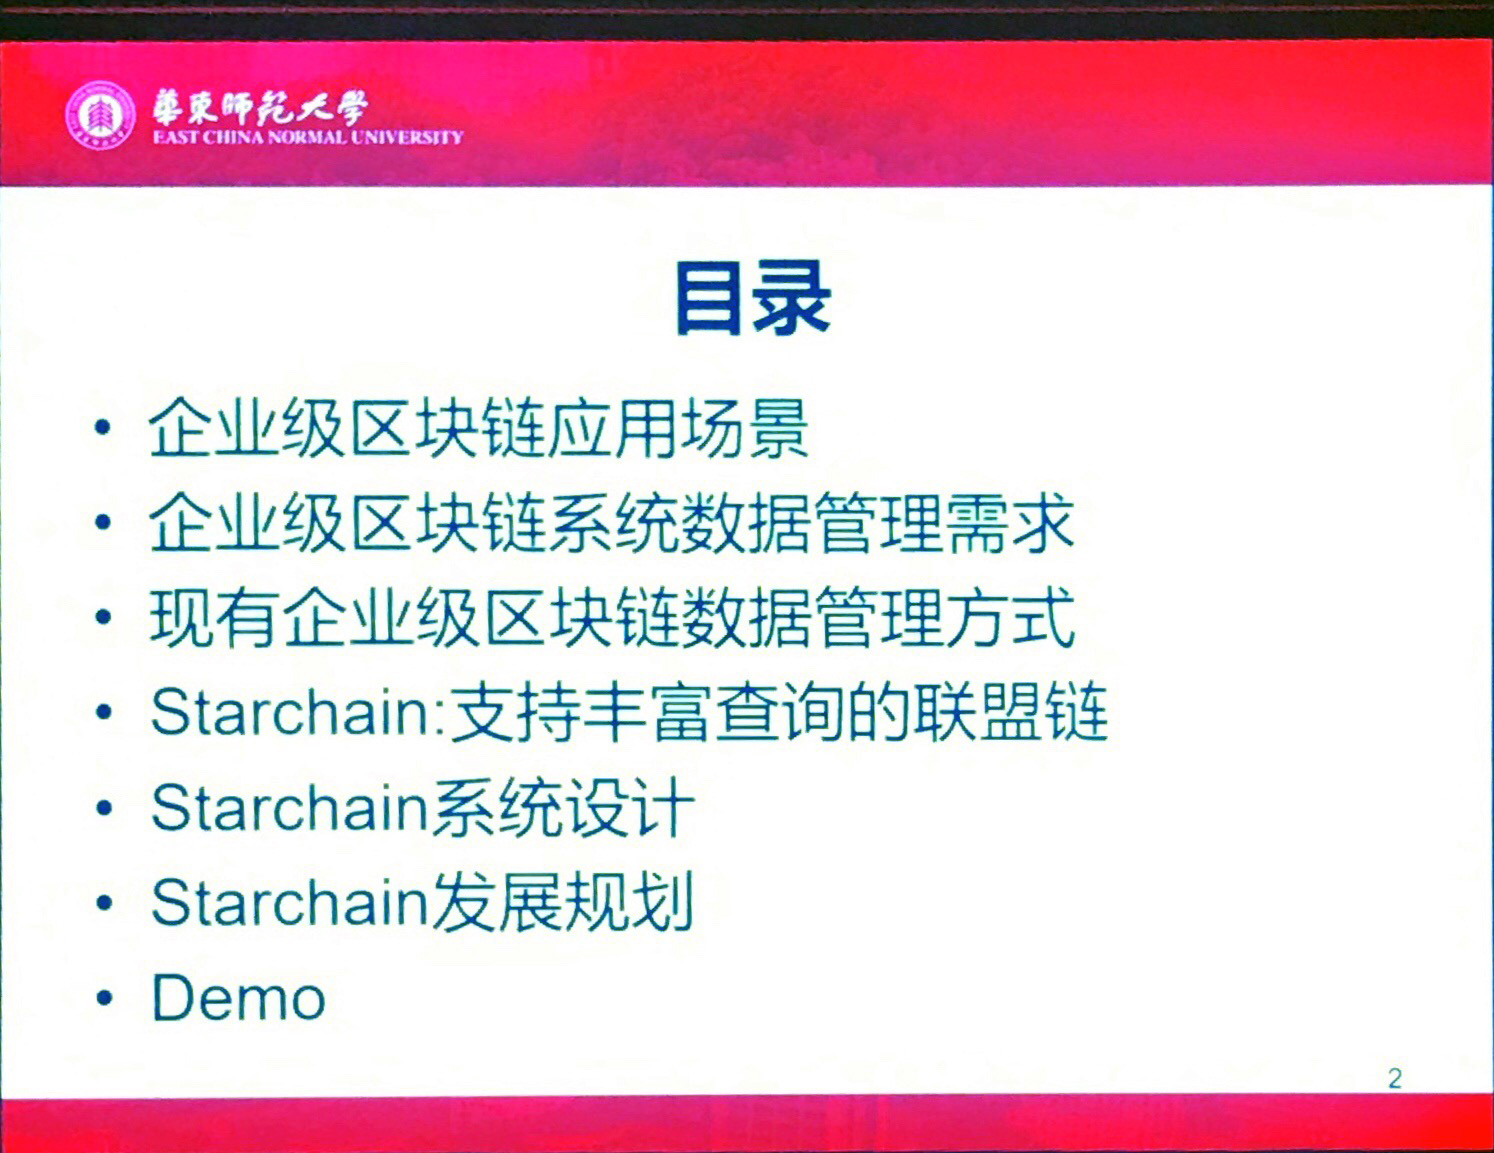 華東師範大學
EAST CHINA NORMAL UNIVERSITY
目录
• 企业级区块链应用场景
• 企业级区块链系统数据管理需求
• 现有企业级区块链数据管理方式
• Starchain:支持丰富查询的联盟链
• Starchain系统设计
• Starchain发展规划
• Demo
2